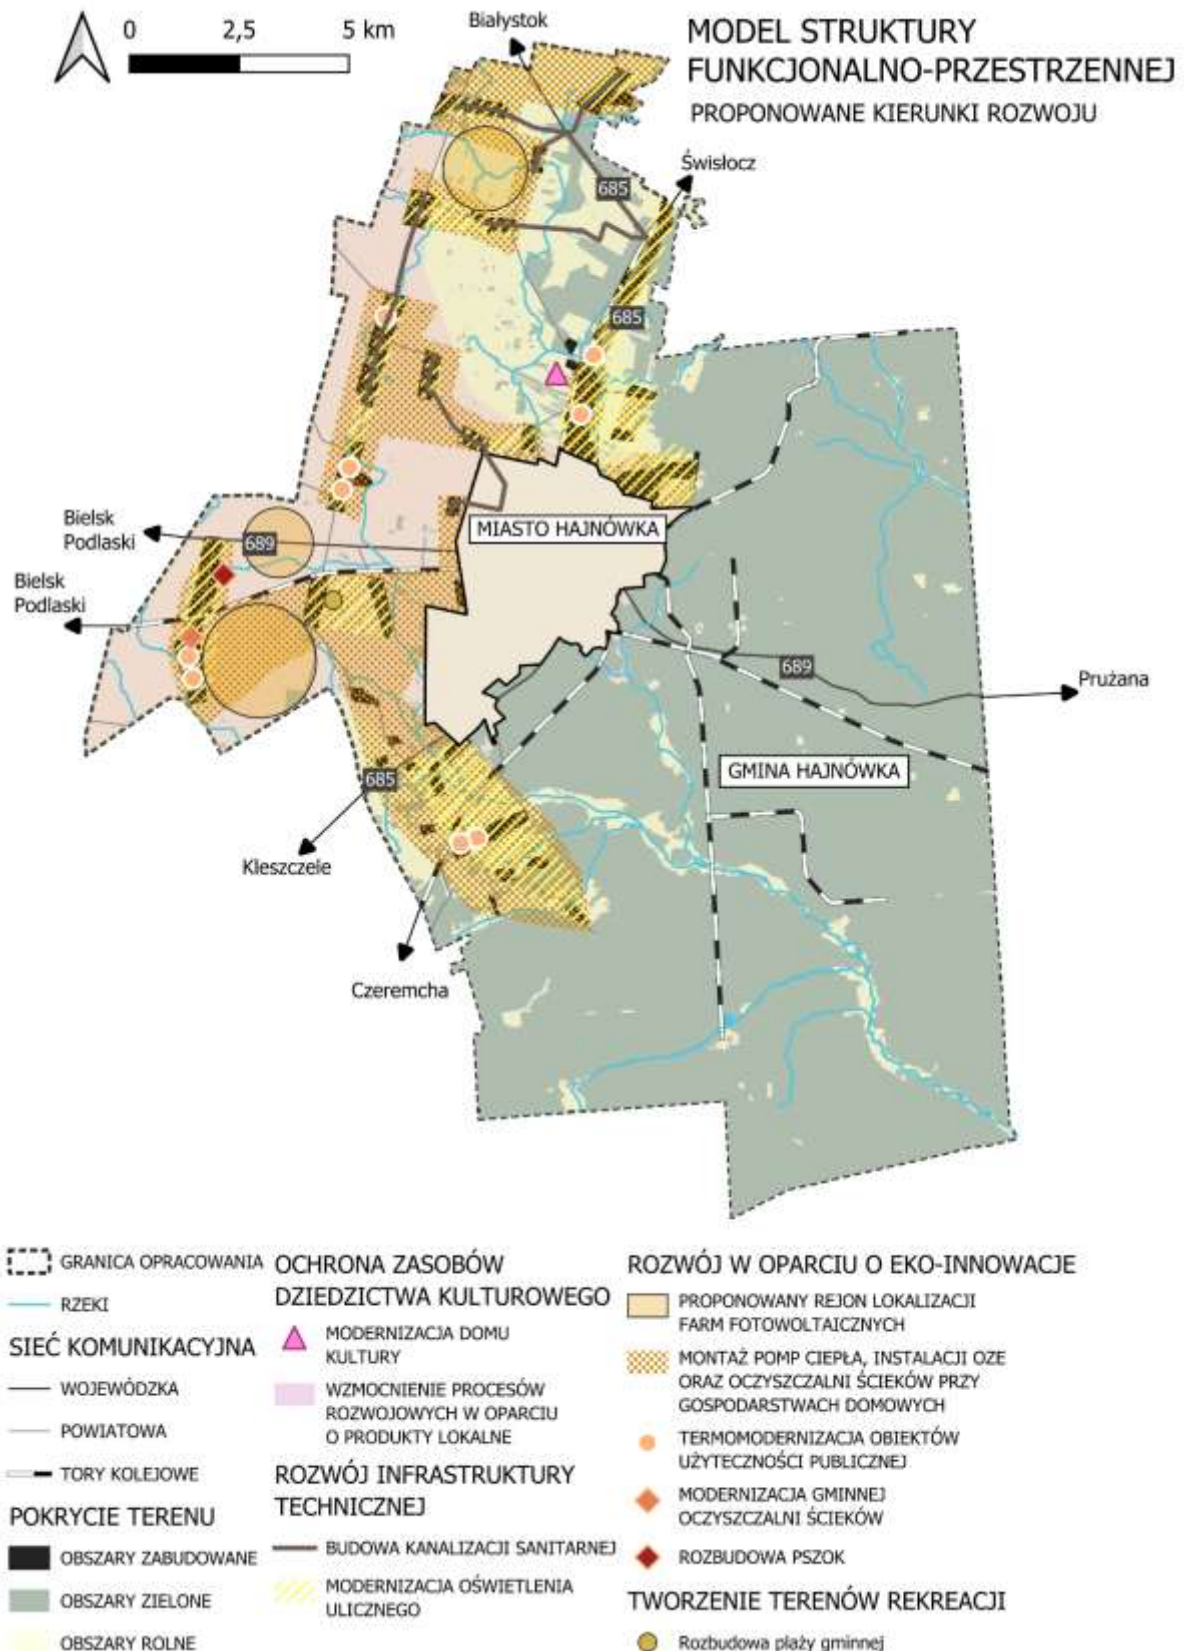 0 2,5 5 km
Białystok
MODEL STRUKTURY
FUNKCJONALNO-PRZESTRZENNEJ
PROPONOWANE KIERUNKI ROZWOJU
Świsłocz
685
685
Bielsk
Podlaski
689
MIASTO HAJNÓWKA
Bielsk
Podlaski
689
Prużana
685
GMINA HAJNÓWKA
Kleszczele
Czeremcha
GRANICA OPRACOWANIA
RZEKI
SIEĆ KOMUNIKACYJNA
WOJEWÓDZKA
POWIATOWA
TORY KOLEJOWE
POKRYCIE TERENU
OBSZARY ZABUDOWANE
OBSZARY ZIELONE
OBSZARY ROLNE
OCHRONA ZASOBÓW
DZIEDZICTWA KULTUROWEGO
MODERNIZACJA DOMU
KULTURY
WZMOCNIENIE PROCESÓW
ROZWOJOWYCH W OPARCIU
O PRODUKTY LOKALNE
ROZWÓJ INFRASTRUKTURY
TECHNICZNEJ
BUDOWA KANALIZACJI SANITARNEJ
MODERNIZACJA OŚWIETLENIA
ULICZNEGO
ROZWÓJ W OPARCIU O EKO-INNOWACJE
PROPONOWANY REJON LOKALIZACJI
FARM FOTOWOLTAICZNYCH
MONTAŻ POMP CIEPŁA, INSTALACJI OZE
ORAZ OCZYSZCZALNI ŚCIEKÓW PRZY
GOSPODARSTWACH DOMOWYCH
TERMOMODERNIZACJA OBIEKTÓW
UŻYTECZNOŚCI PUBLICZNEJ
MODERNIZACJA GMINNEJ
OCZYSZCZALNI ŚCIEKÓW
ROZBUDOWA PSZOK
TWORZENIE TERENÓW REKREACJI
Rozbudowa plaży gminnej